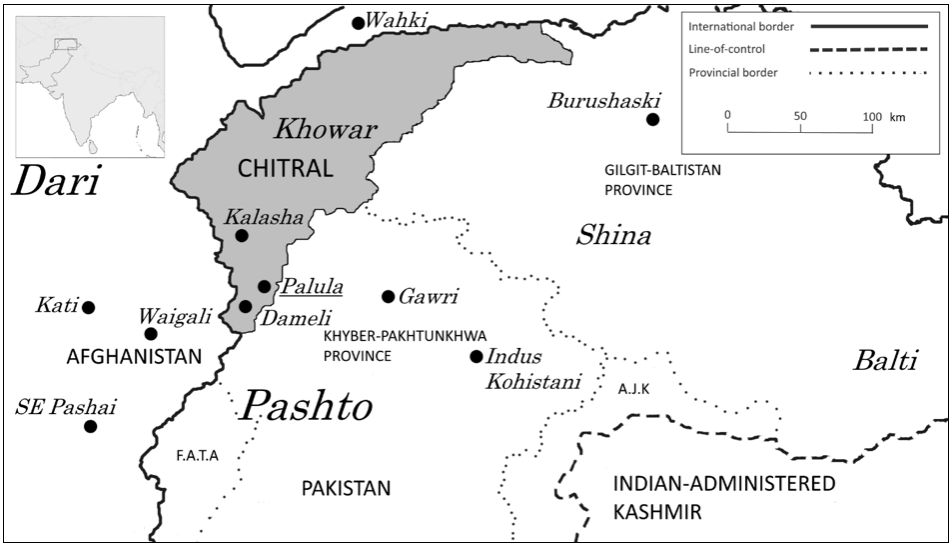 Wahki
International border
Line-of-control
Provincial border
0 50 100 km
Burushaski
Khowar
CHITRAL
GILGIT-BALTISTAN
PROVINCE
Dari
Kalasha
Shina
Palula
Kati
Gawri
Waigali
Dameli
KHYBER-PAKHTUNKHWA
PROVINCE
AFGHANISTAN
Indus
Kohistani
Balti
A.J.K
SE Pashai
Pashto
F.A.T.A
PAKISTAN
INDIAN-ADMINISTERED
KASHMIR